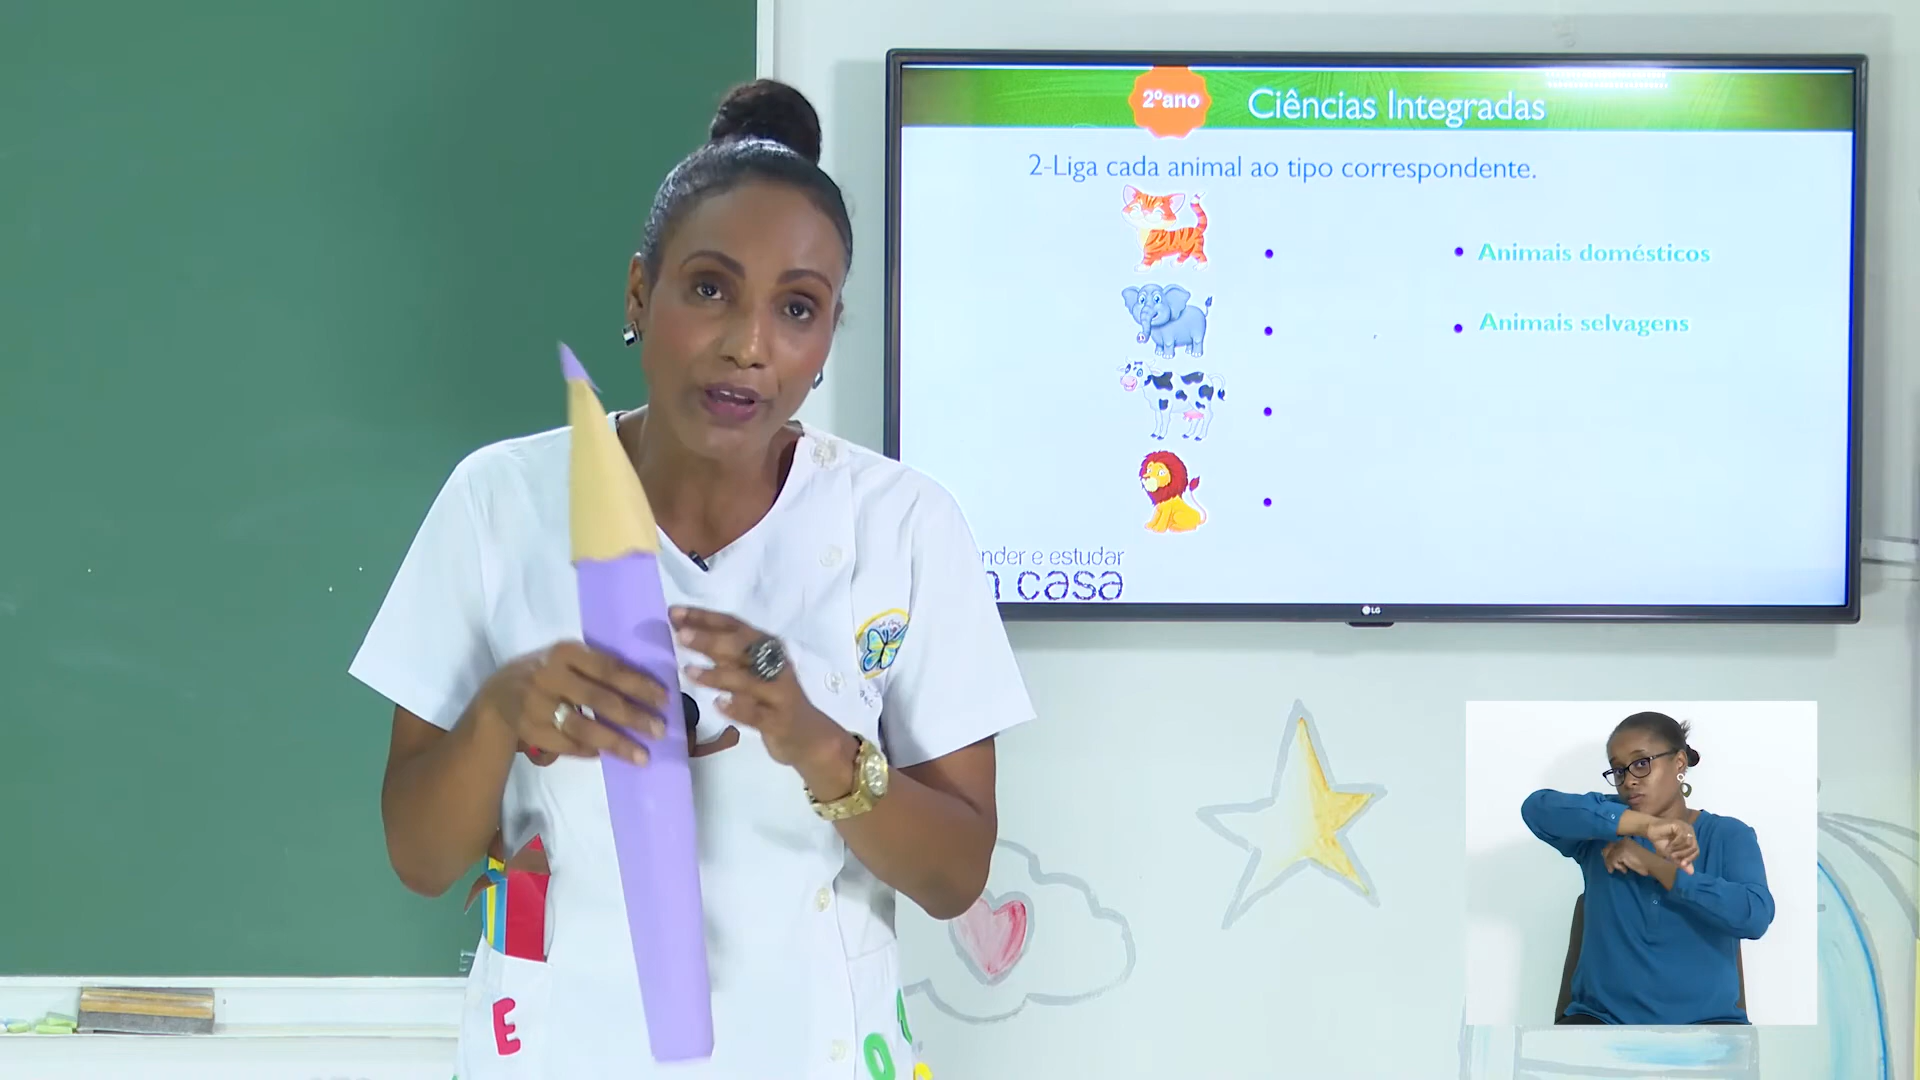 2ºano
Ciências Integradas
2-Liga cada animal ao tipo correspondente.
Animais domésticos
Animais selvagens
nder e estudar
casa
LG
E